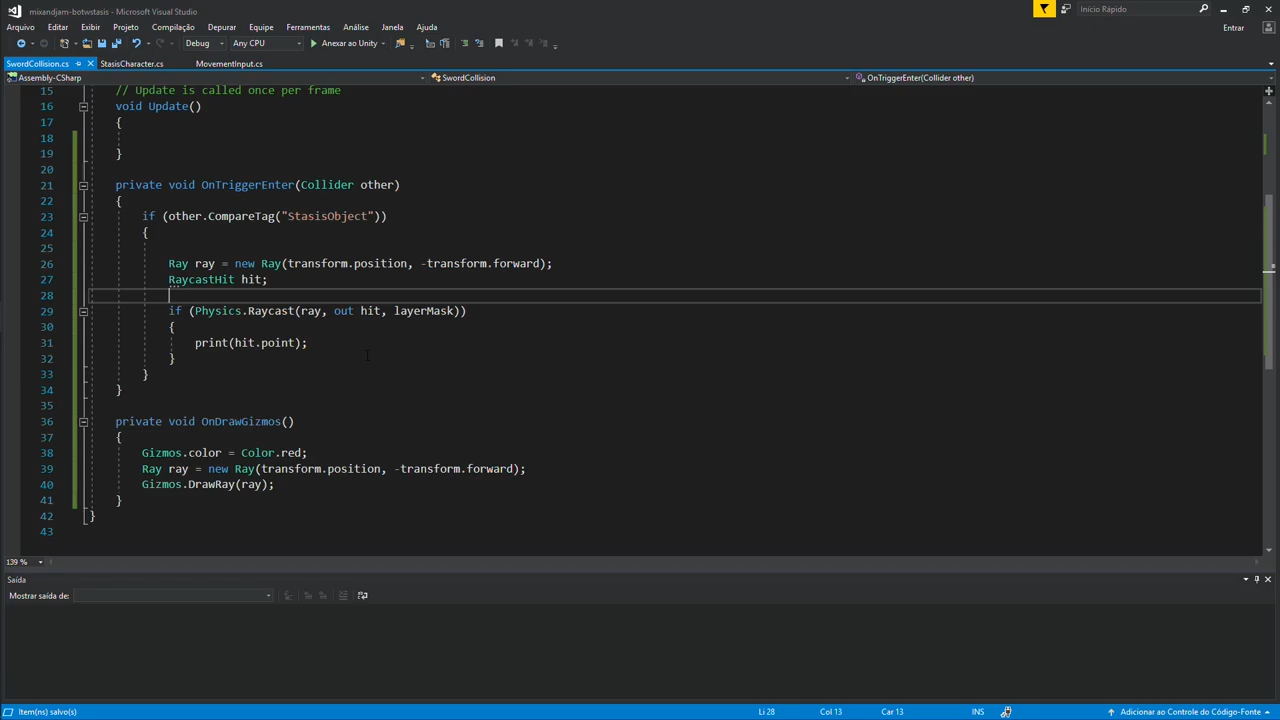 mixandjam-botwstasis - Microsoft Visual Studio
Início Rápido
Arquivo Editar Exibir Projeto Compilação Depurar Equipe Ferramentas Teste Analisar Janela Ajuda
Entrar
Debug Any CPU Anexar ao Unity
SwordCollision.cs StasisCharacter.cs MovementInput.cs
Assembly-CSharp SwordCollision OnTriggerEnter(Collider other)
15 // Update is called once per frame
16 void Update()
17 {
18
19 }
20
21 private void OnTriggerEnter(Collider other)
22 {
23 if (other.CompareTag("StasisObject"))
24 {
25
26 Ray ray = new Ray(transform.position, -transform.forward);
27 RaycastHit hit;
28
29 if (Physics.Raycast(ray, out hit, layerMask))
30 {
31 print(hit.point);
32 }
33 }
34 }
35
36 private void OnDrawGizmos()
37 {
38 Gizmos.color = Color.red;
39 Ray ray = new Ray(transform.position, -transform.forward);
40 Gizmos.DrawRay(ray);
41 }
42 }
43
139 %
Saída
Mostrar saída de:
Item(ns) salvo(s) Li 28 Col 13 Car 13 INS Adicionar ao Controle do Código-Fonte